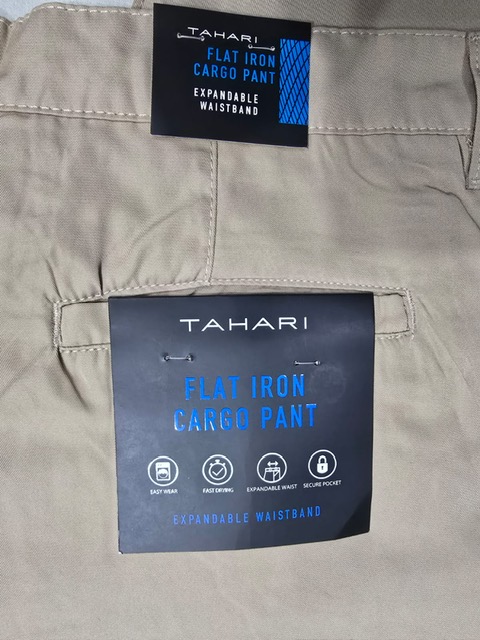 TAHARI
FLAT IRON
CARGO PANT
EXPANDABLE
WAISTBAND
TAHARI
FLAT IRON
CARGO PANT
EASY WEAR
FAST DRYING
EXPANDABLE WAIST
SECURE POCKET
EXPANDABLE WAISTBAND